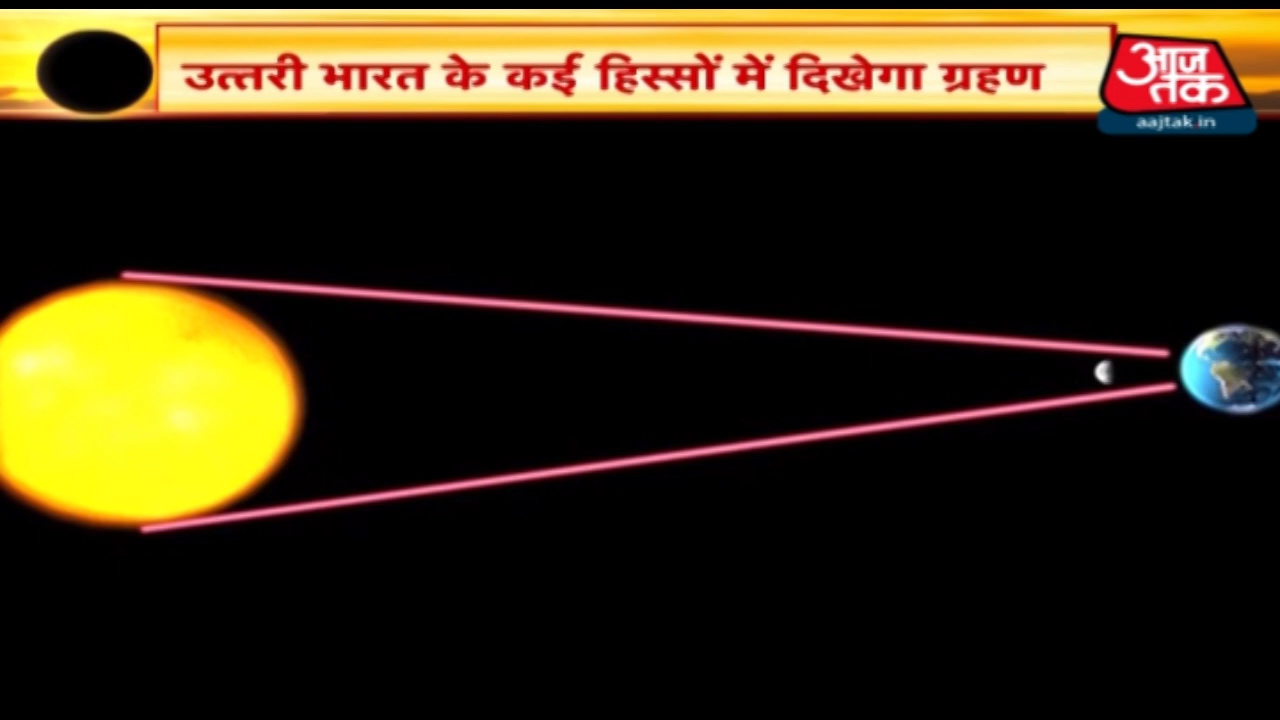 उत्तरी भारत के कई हिस्सों में दिखेगा ग्रहण
आज
तक
aajtak.in